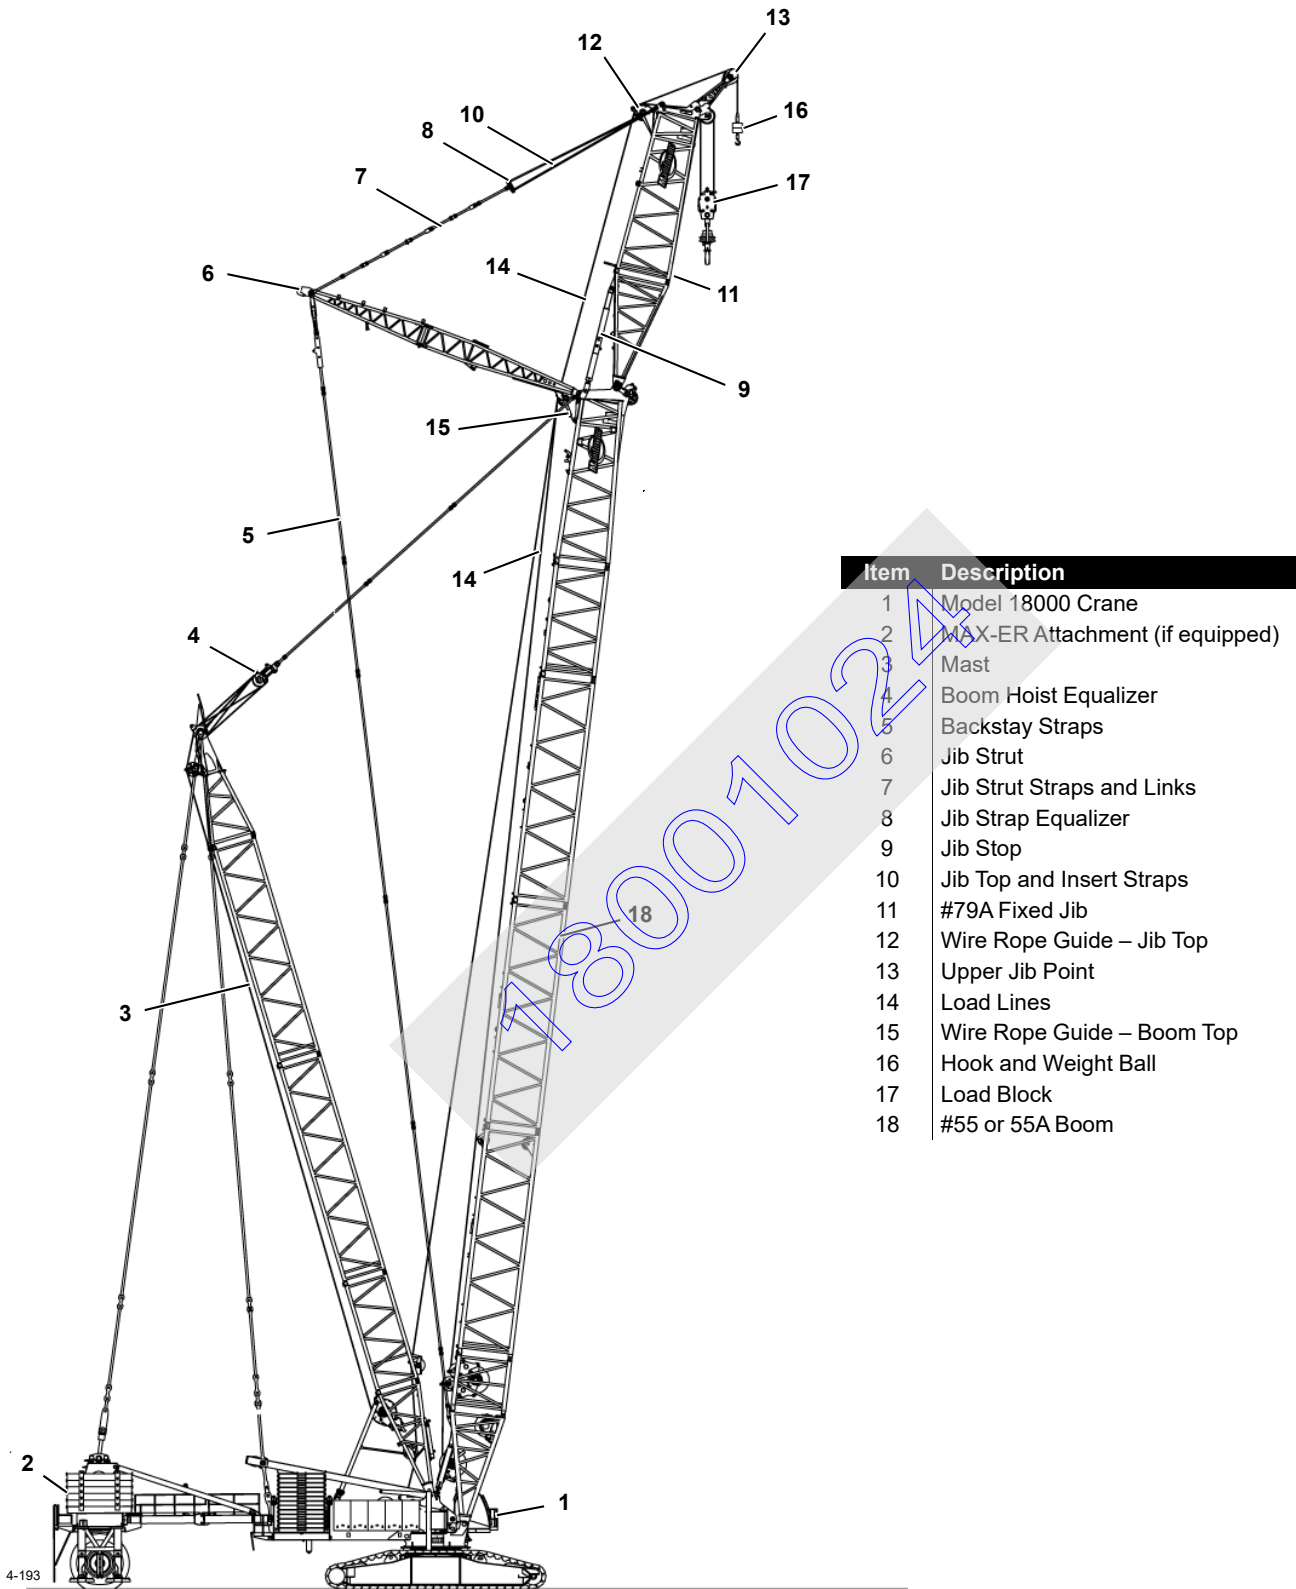 13
12
10
16
8
7
17
6
14
11
9
15
5
14
4
18
3
2
1
4-193
Item Description
1 Model 18000 Crane
2 MAX-ER Attachment (if equipped)
3 Mast
4 Boom Hoist Equalizer
5 Backstay Straps
6 Jib Strut
7 Jib Strut Straps and Links
8 Jib Strap Equalizer
9 Jib Stop
10 Jib Top and Insert Straps
11 #79A Fixed Jib
12 Wire Rope Guide – Jib Top
13 Upper Jib Point
14 Load Lines
15 Wire Rope Guide – Boom Top
16 Hook and Weight Ball
17 Load Block
18 #55 or 55A Boom
18001024